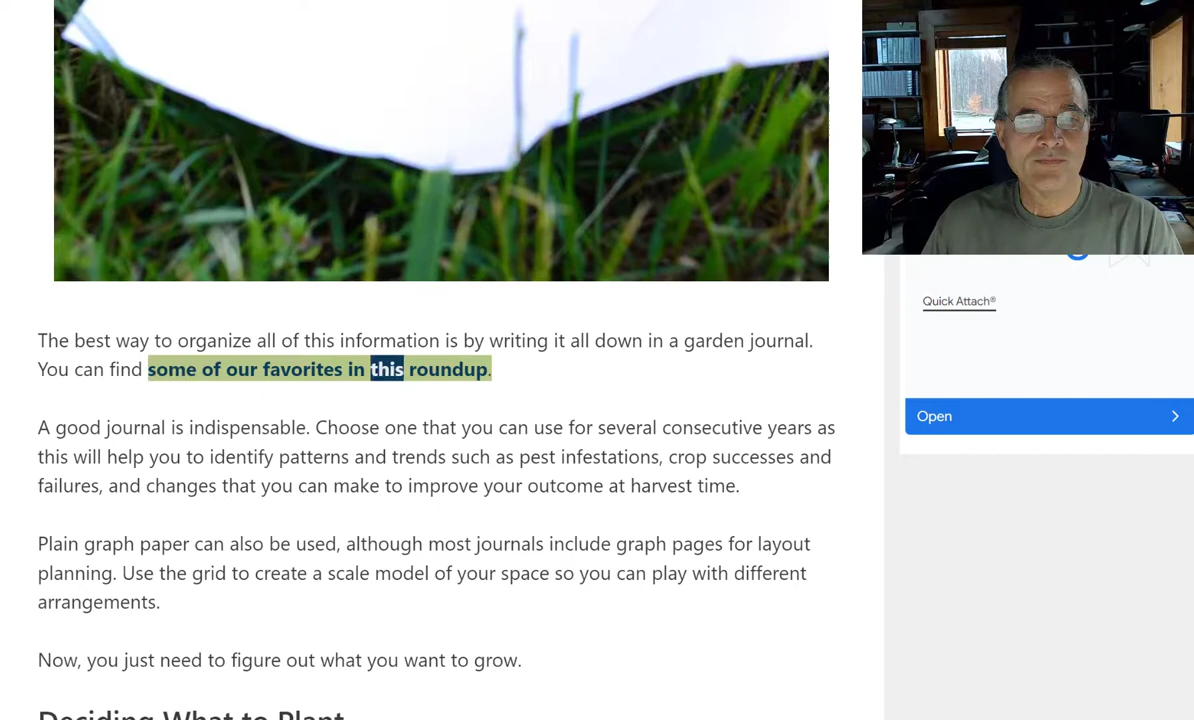 The best way to organize all of this information is by writing it all down in a garden journal.
You can find some of our favorites in this roundup.
A good journal is indispensable. Choose one that you can use for several consecutive years as
this will help you to identify patterns and trends such as pest infestations, crop successes and
failures, and changes that you can make to improve your outcome at harvest time.
Plain graph paper can also be used, although most journals include graph pages for layout
planning. Use the grid to create a scale model of your space so you can play with different
arrangements.
Now, you just need to figure out what you want to grow.
Deciding What to Plant
Quick Attach®
Open